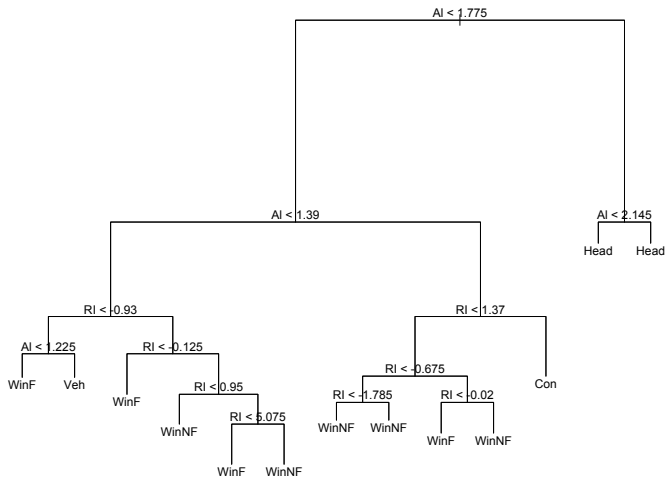 Al < 1.775
Al < 1.39
Al < 2.145
Head
Head
RI < -0.93
RI < 1.37
Al < 1.225
RI < -0.125
RI < -0.675
WinF
Veh
WinF
RI < 0.95
RI < -1.785
RI < -0.02
Con
WinNF
RI < 5.075
WinNF
WinNF
WinF
WinNF
WinF
WinNF